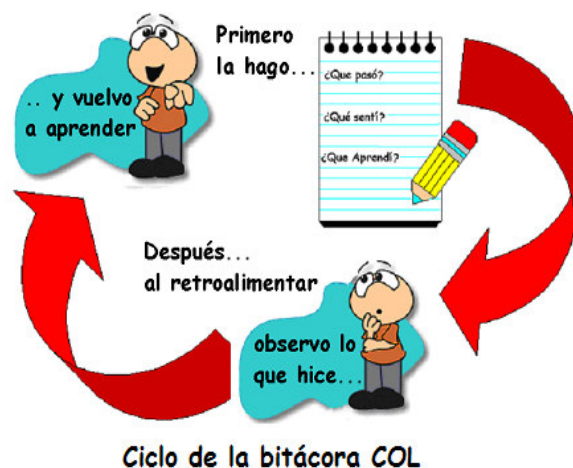 Primero
la hago...
¿Que pasó?
¿Qué sentí?
¿Que Aprendí?
Después...
al retroalimentar
observo lo
que hice...
.. y vuelvo
a aprender
Ciclo de la bitácora COL